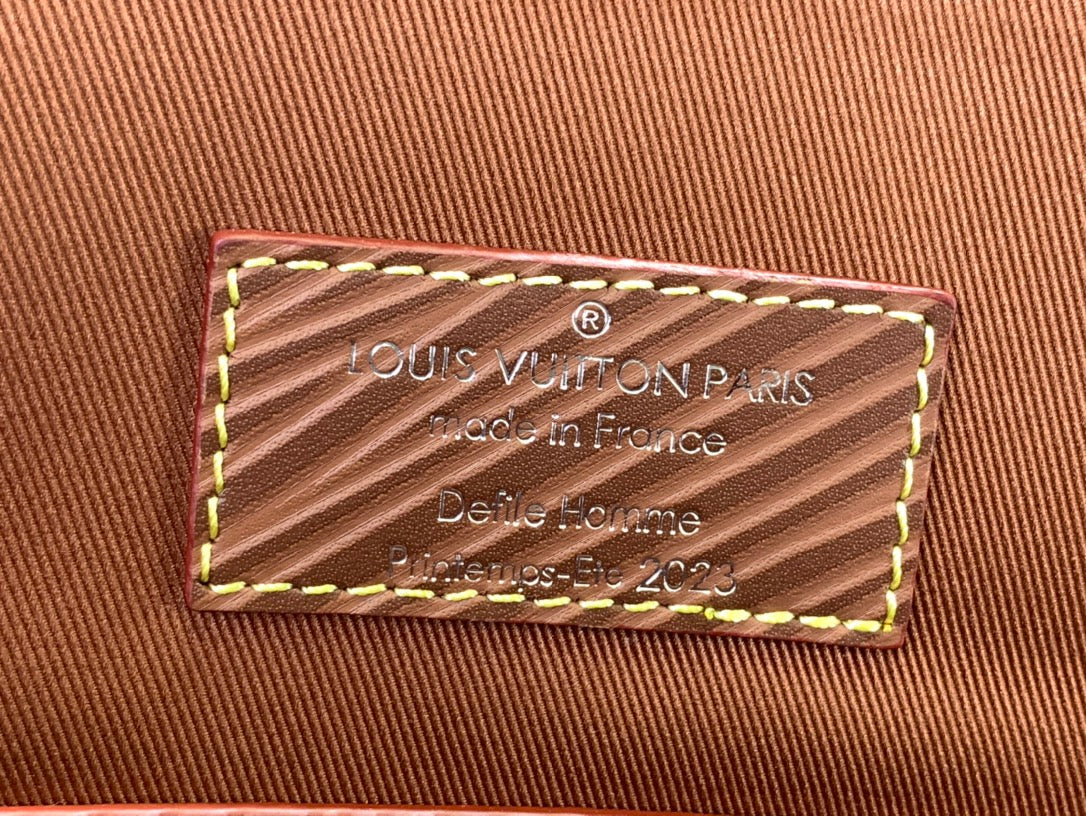 ®
LOUIS VUITTON PARIS
made in France
Defile Homme
Printemps-Ete 2023